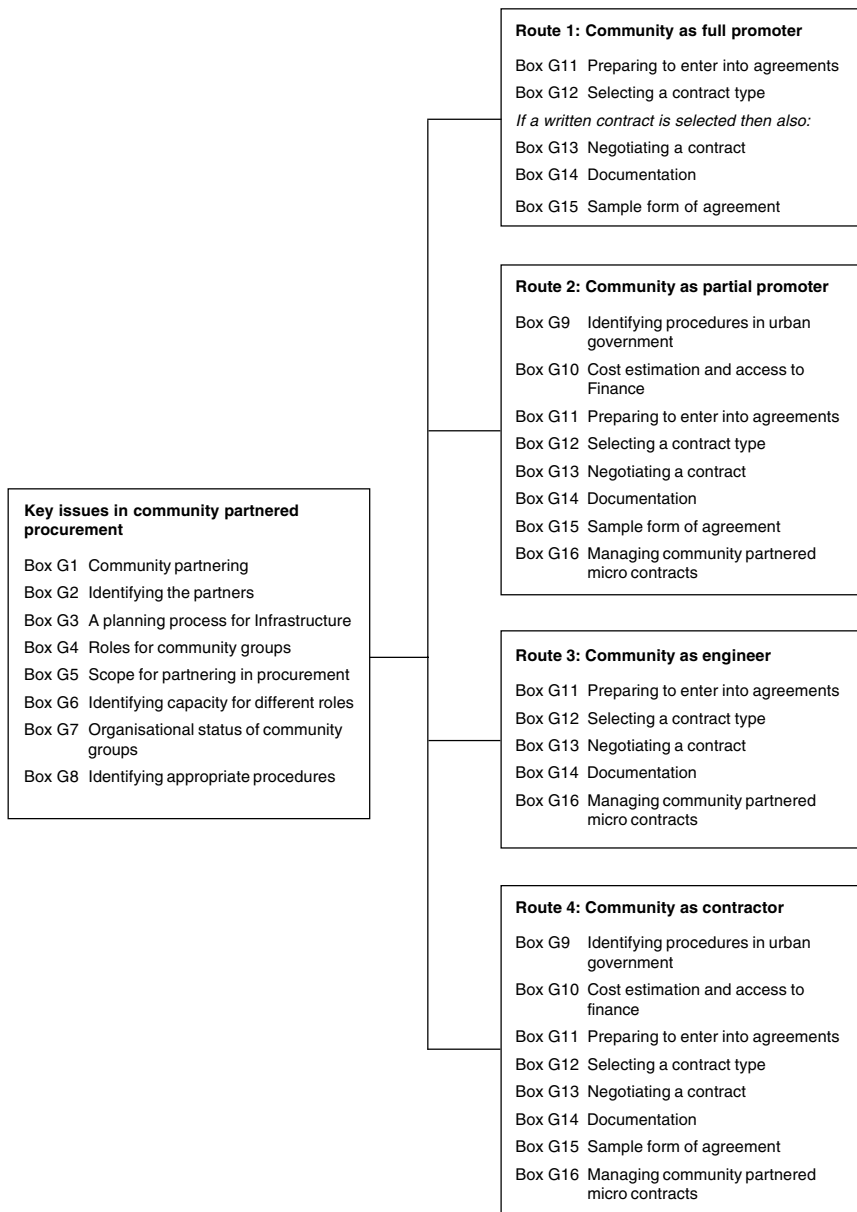 Key issues in community partnered
procurement
Box G1 Community partnering
Box G2 Identifying the partners
Box G3 A planning process for Infrastructure
Box G4 Roles for community groups
Box G5 Scope for partnering in procurement
Box G6 Identifying capacity for different roles
Box G7 Organisational status of community
groups
Box G8 Identifying appropriate procedures
Route 1: Community as full promoter
Box G11 Preparing to enter into agreements
Box G12 Selecting a contract type
If a written contract is selected then also:
Box G13 Negotiating a contract
Box G14 Documentation
Box G15 Sample form of agreement
Route 2: Community as partial promoter
Box G9 Identifying procedures in urban
government
Box G10 Cost estimation and access to
Finance
Box G11 Preparing to enter into agreements
Box G12 Selecting a contract type
Box G13 Negotiating a contract
Box G14 Documentation
Box G15 Sample form of agreement
Box G16 Managing community partnered
micro contracts
Route 3: Community as engineer
Box G11 Preparing to enter into agreements
Box G12 Selecting a contract type
Box G13 Negotiating a contract
Box G14 Documentation
Box G16 Managing community partnered
micro contracts
Route 4: Community as contractor
Box G9 Identifying procedures in urban
government
Box G10 Cost estimation and access to
finance
Box G11 Preparing to enter into agreements
Box G12 Selecting a contract type
Box G13 Negotiating a contract
Box G14 Documentation
Box G15 Sample form of agreement
Box G16 Managing community partnered
micro contracts